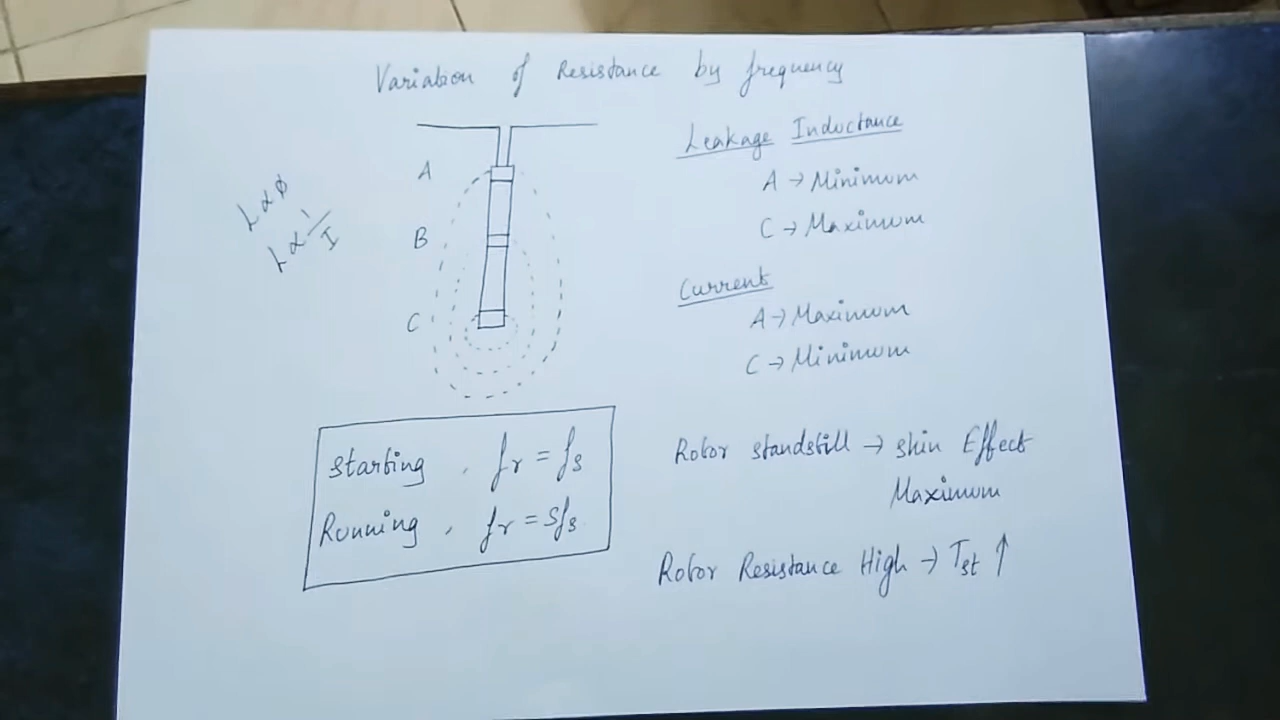 Variation of Resistance by frequency
L ∝ φ
L ∝ 1/I
A
B
C
Leakage Inductance
A → Minimum
C → Maximum
Current
A → Maximum
C → Minimum
Starting , fr = fs
Running , fr = sfs
Rotor standstill → skin Effect
Maximum
Rotor Resistance High → Tst ↑